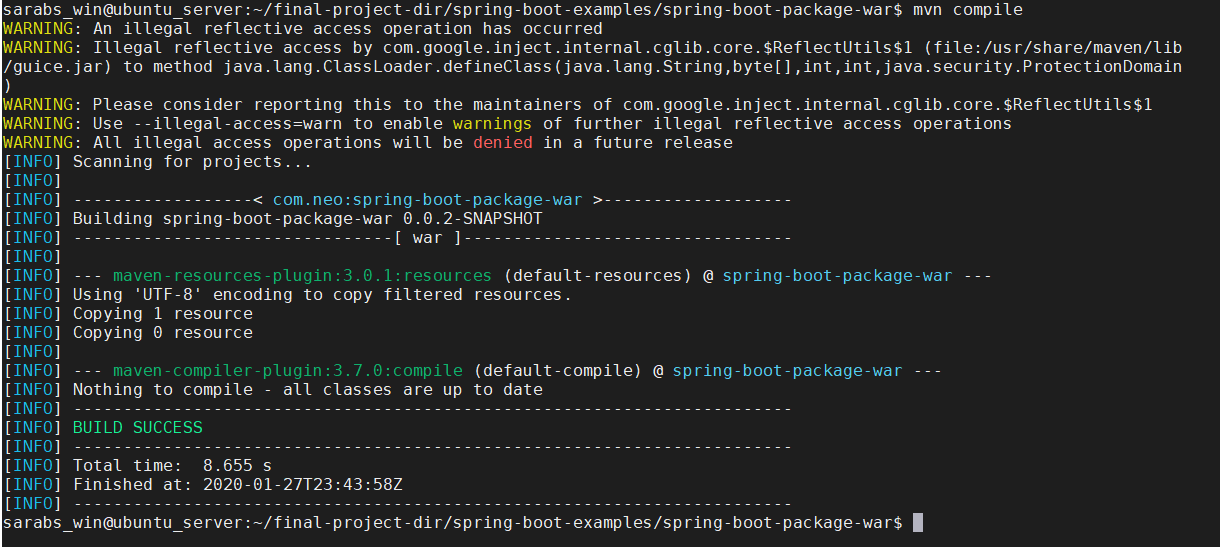 sarabs_win@ubuntu_server:~/final-project-dir/spring-boot-examples/spring-boot-package-war$ mvn compile
WARNING: An illegal reflective access operation has occurred
WARNING: Illegal reflective access by com.google.inject.internal.cglib.core.$ReflectUtils$1 (file:/usr/share/maven/lib
/guice.jar) to method java.lang.ClassLoader.defineClass(java.lang.String,byte[],int,int,java.security.ProtectionDomain
)
WARNING: Please consider reporting this to the maintainers of com.google.inject.internal.cglib.core.$ReflectUtils$1
WARNING: Use --illegal-access=warn to enable warnings of further illegal reflective access operations
WARNING: All illegal access operations will be denied in a future release
[INFO] Scanning for projects...
[INFO]
[INFO] ------------------< com.neo:spring-boot-package-war >-------------------
[INFO] Building spring-boot-package-war 0.0.2-SNAPSHOT
[INFO] --------------------------------[ war ]---------------------------------
[INFO]
[INFO] --- maven-resources-plugin:3.0.1:resources (default-resources) @ spring-boot-package-war ---
[INFO] Using 'UTF-8' encoding to copy filtered resources.
[INFO] Copying 1 resource
[INFO] Copying 0 resource
[INFO]
[INFO] --- maven-compiler-plugin:3.7.0:compile (default-compile) @ spring-boot-package-war ---
[INFO] Nothing to compile - all classes are up to date
[INFO] ------------------------------------------------------------------------
[INFO] BUILD SUCCESS
[INFO] ------------------------------------------------------------------------
[INFO] Total time:  8.655 s
[INFO] Finished at: 2020-01-27T23:43:58Z
[INFO] ------------------------------------------------------------------------
sarabs_win@ubuntu_server:~/final-project-dir/spring-boot-examples/spring-boot-package-war$